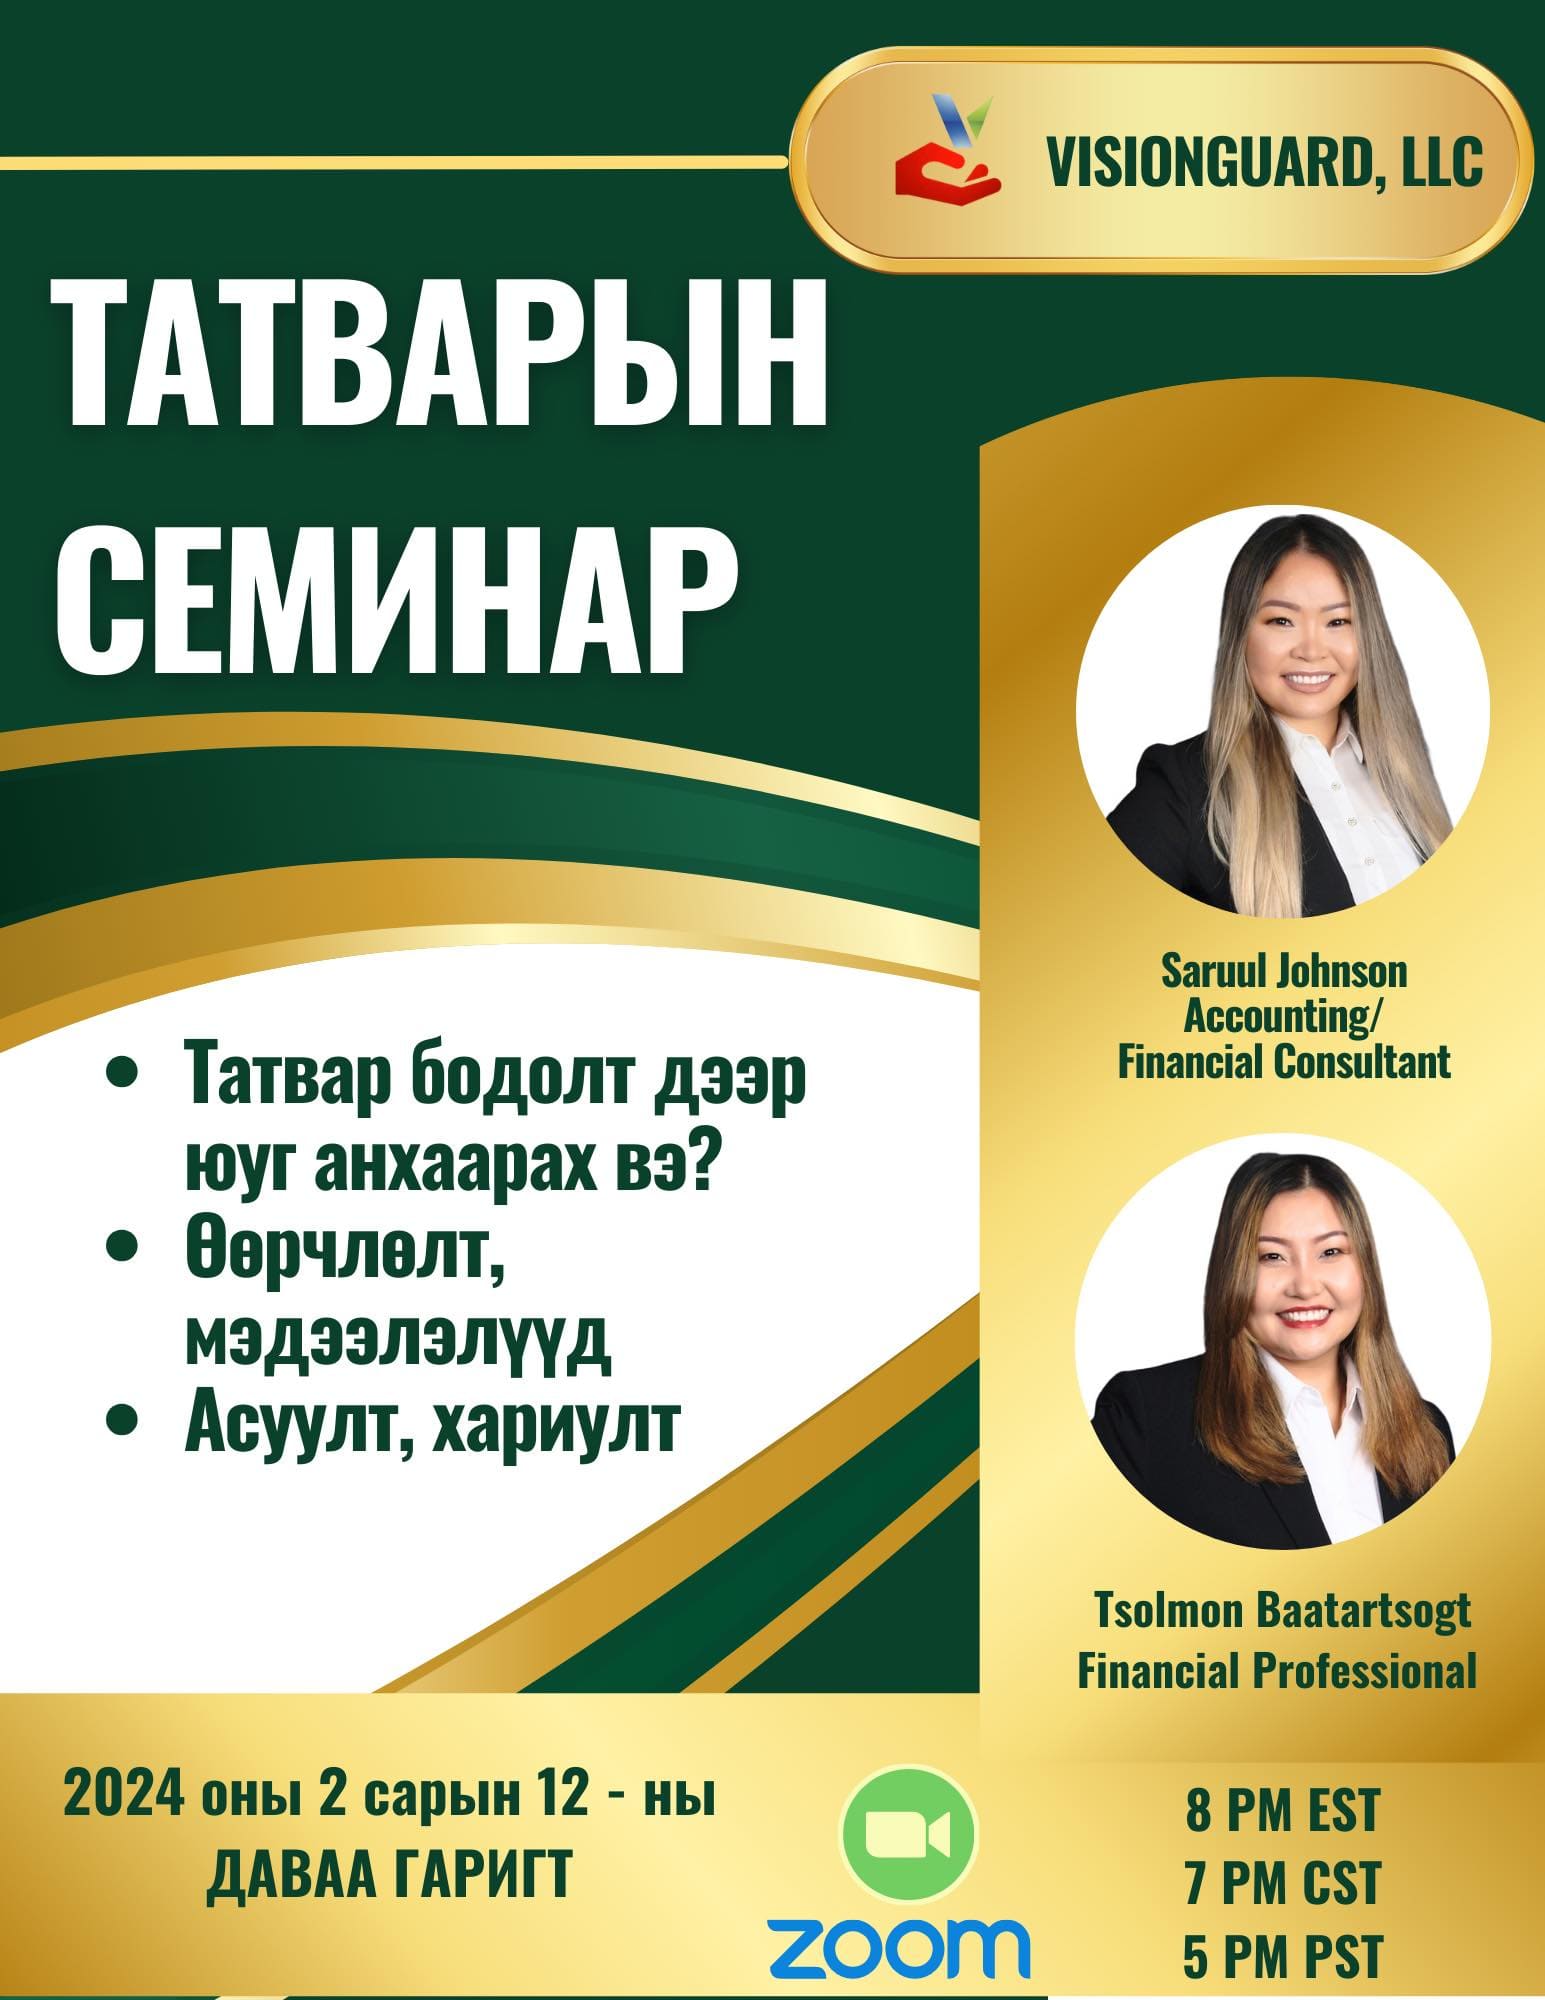 VISIONGUARD, LLC
ТАТВАРЫН
СЕМИНАР
• Татвар бодолт дээр
юуг анхаарах вэ?
• Өөрчлөлт,
мэдээлэлүүд
• Асуулт, хариулт
Saruul Johnson
Accounting/
Financial Consultant
Tsolmon Baatartsogt
Financial Professional
2024 оны 2 сарын 12 - ны
ДАВАА ГАРИГТ
zoom
8 PM EST
7 PM CST
5 PM PST